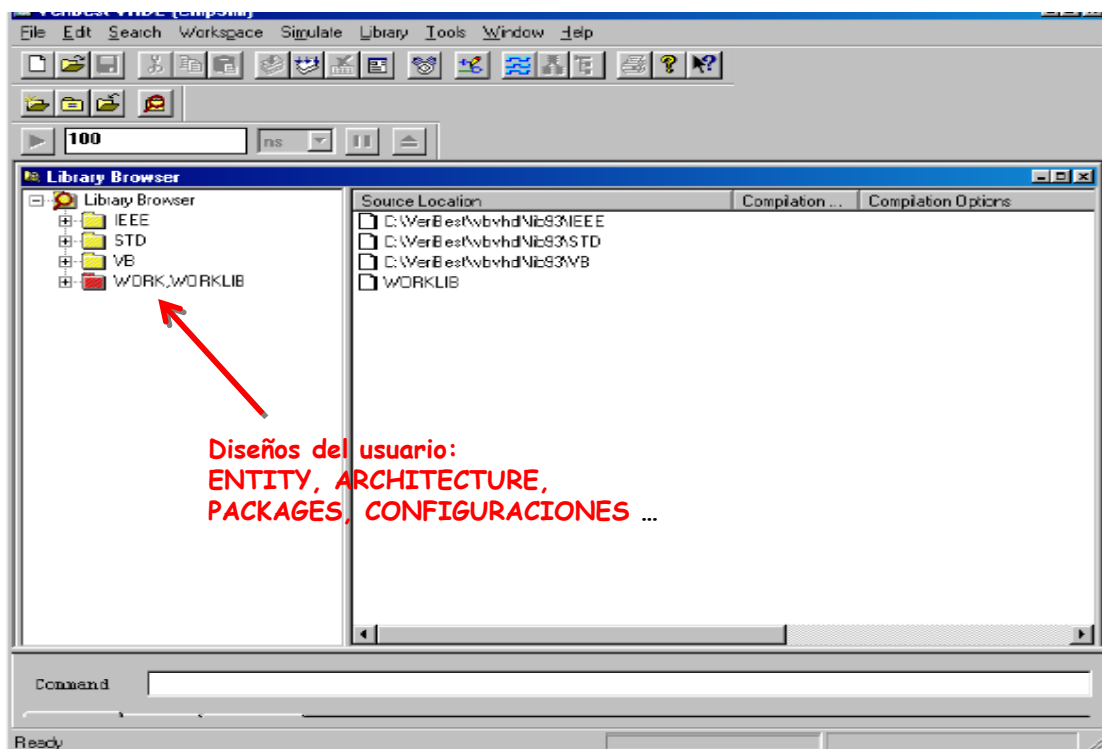 VeriBest VHDL
File Edit Search Workspace Simulate Library Tools Window Help
100 ns
Library Browser
Library Browser
IEEE
STD
VB
WORK,WORKLIB
Source Location Compilation ... Compilation Options
C:\VeriBest\vbvhdl\lib93\IEEE
C:\VeriBest\vbvhdl\lib93\STD
C:\VeriBest\vbvhdl\lib93\VB
WORKLIB
Diseños del usuario:
ENTITY, ARCHITECTURE,
PACKAGES, CONFIGURACIONES ...
Command
Ready